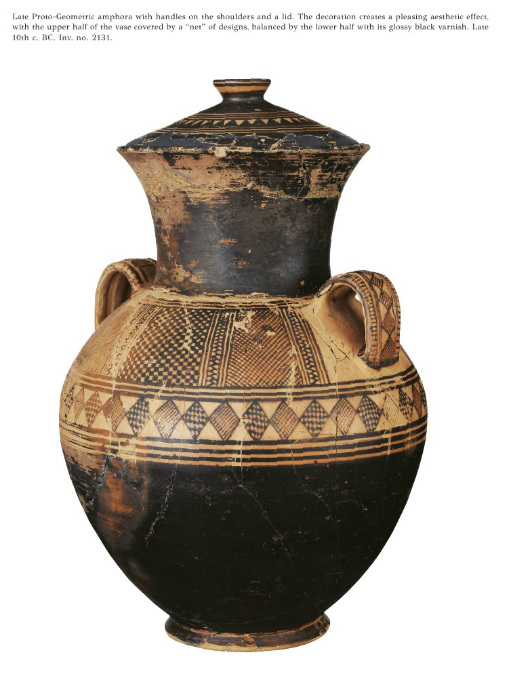 Late Proto-Geometric amphora with handles on the shoulders and a lid. The decoration creates a pleasing aesthetic effect,
with the upper half of the vase covered by a “net” of designs, balanced by the lower half with its glossy black varnish. Late
10th c. BC. Inv. no. 2131.